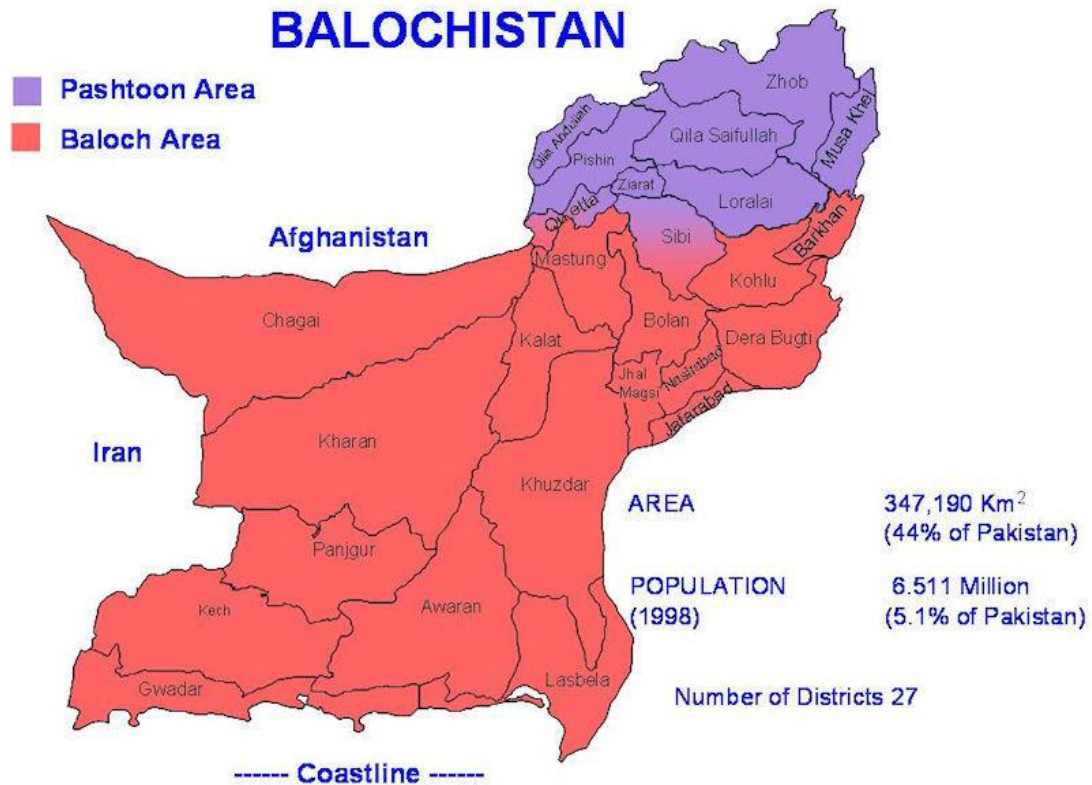 BALOCHISTAN
Pashtoon Area
Baloch Area
Zhob
Musa Khel
Qila Abdullah
Qila Saifullah
Pishin
Ziarat
Loralai
Quetta
Afghanistan
Sibi
Barkhan
Mastung
Kohlu
Chagai
Bolan
Kalat
Dera Bugti
Nasirabad
Jhal
Magsi
Jafarabad
Iran
Kharan
Khuzdar
AREA
347,190 Km²
(44% of Pakistan)
Panjgur
POPULATION
(1998)
6.511 Million
(5.1% of Pakistan)
Kech
Awaran
Gwadar
Lasbela
Number of Districts 27
------ Coastline ------